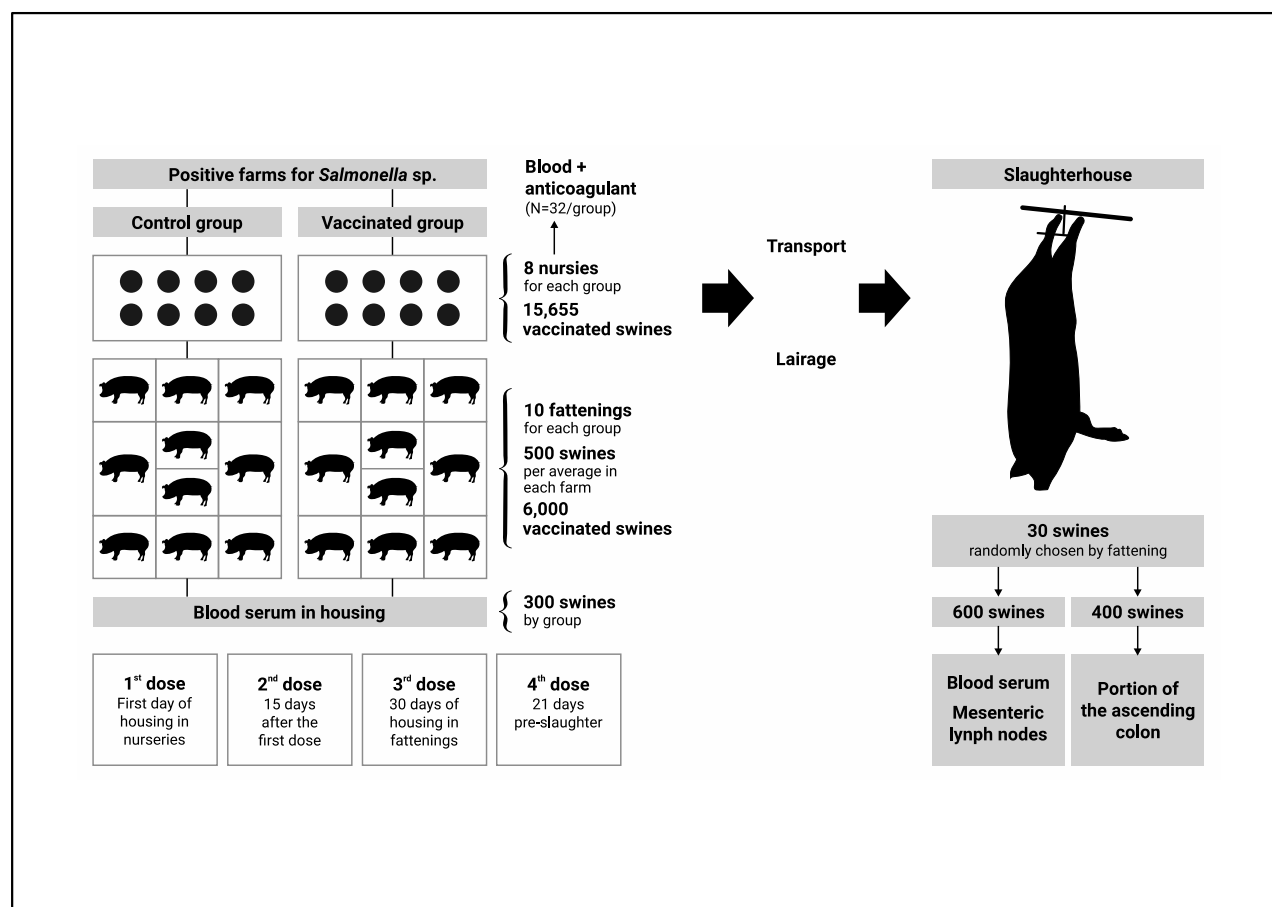 Positive farms for Salmonella sp.
Control group
Vaccinated group
Blood +
anticoagulant
(N=32/group)
8 nursies
for each group
15,655
vaccinated swines
10 fattenings
for each group
500 swines
per average in
each farm
6,000
vaccinated swines
Blood serum in housing
300 swines
by group
1st dose
First day of
housing in
nurseries
2nd dose
15 days
after the
first dose
3rd dose
30 days of
housing in
fattenings
4th dose
21 days
pre-slaughter
Transport
Lairage
Slaughterhouse
30 swines
randomly chosen by fattening
600 swines
400 swines
Blood serum
Mesenteric
lymph nodes
Portion of
the ascending
colon